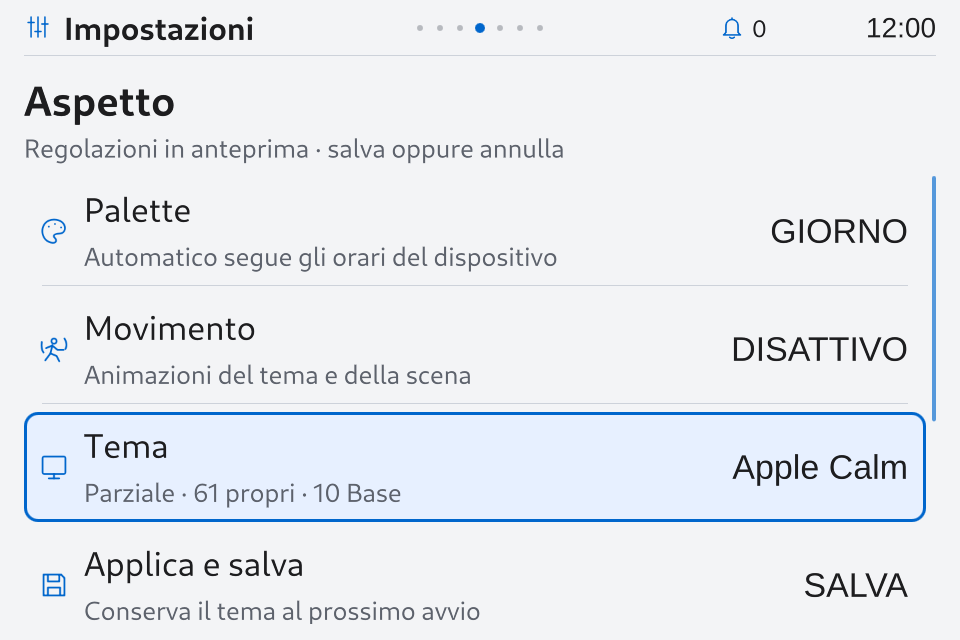 Impostazioni
0
12:00
Aspetto
Regolazioni in anteprima · salva oppure annulla
Palette
Automatico segue gli orari del dispositivo
GIORNO
Movimento
Animazioni del tema e della scena
DISATTIVO
Tema
Parziale · 61 propri · 10 Base
Apple Calm
Applica e salva
Conserva il tema al prossimo avvio
SALVA